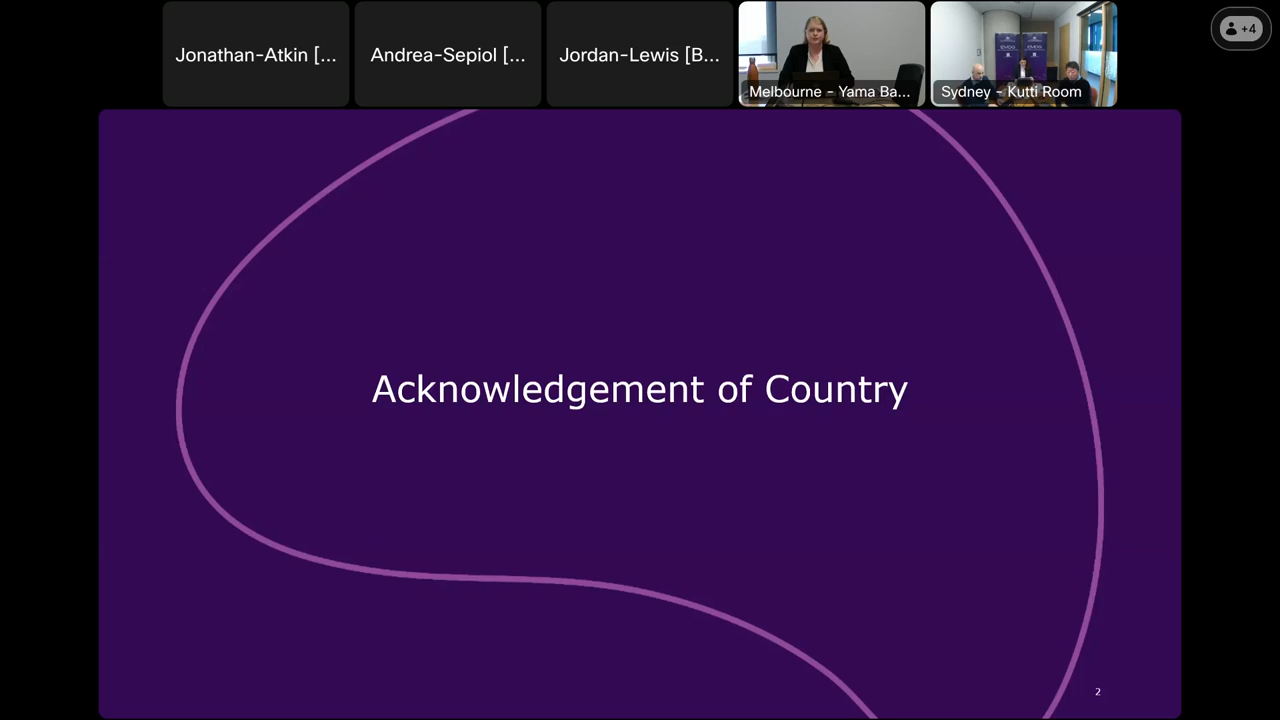 Jonathan-Atkin [...
Andrea-Sepiol [...
Jordan-Lewis [B...
Melbourne - Yama Ba...
Sydney - Kutti Room
+4
Acknowledgement of Country
2